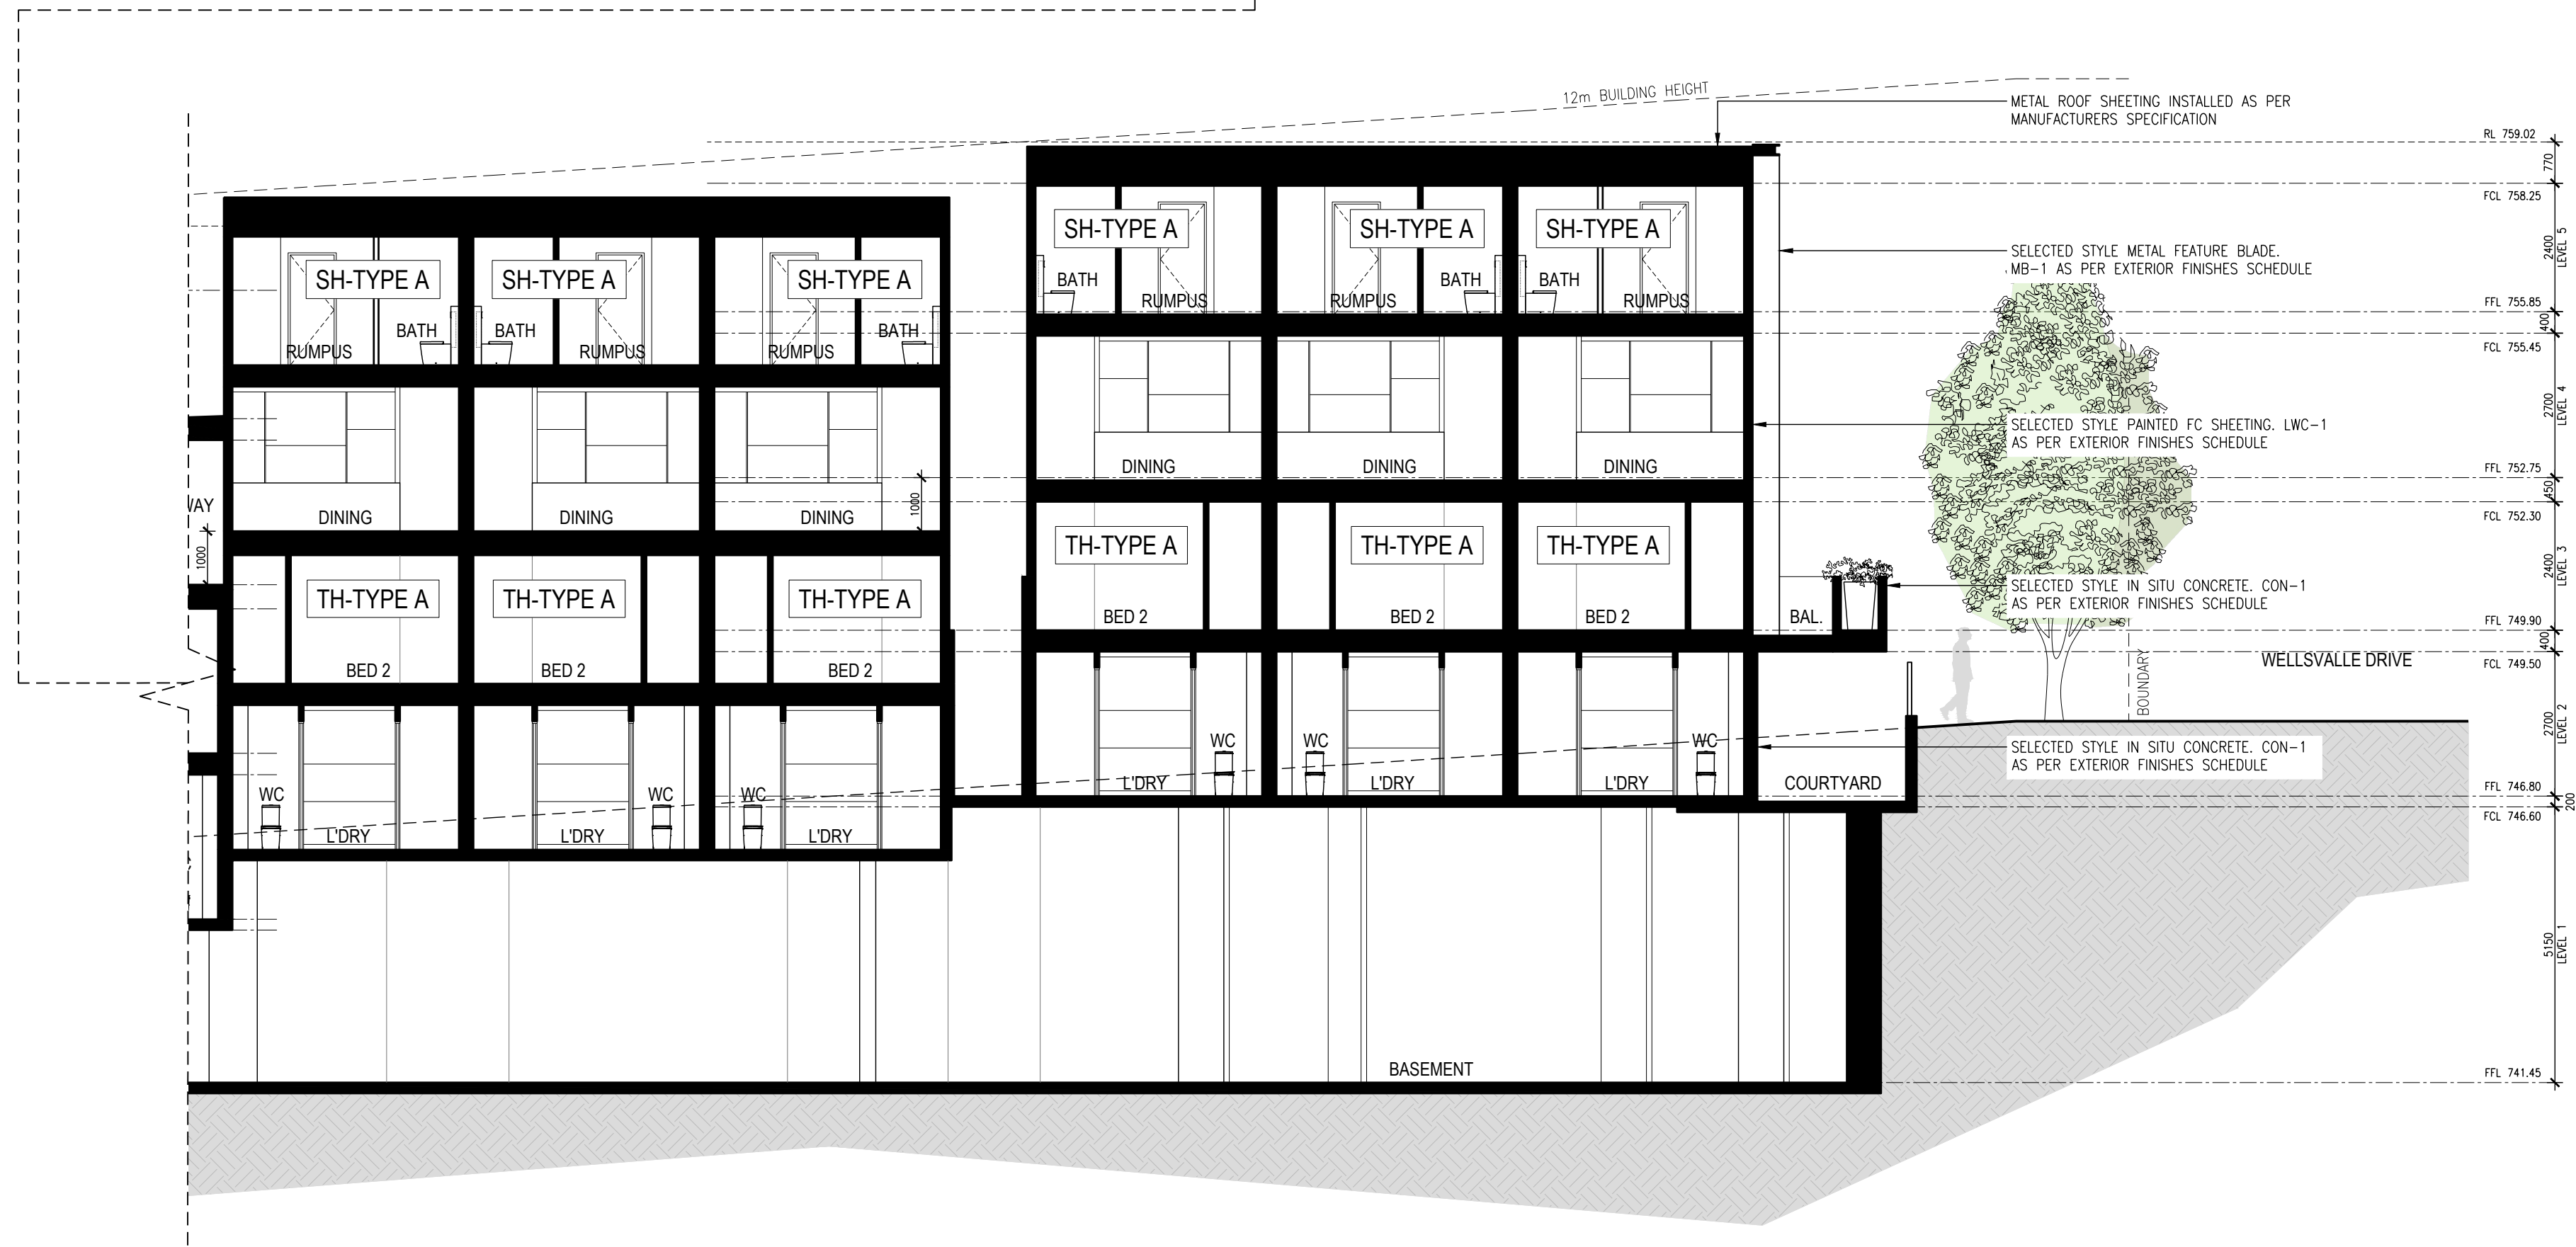 12m BUILDING HEIGHT
METAL ROOF SHEETING INSTALLED AS PER
MANUFACTURERS SPECIFICATION
RL 759.02
770
FCL 758.25
SH-TYPE A SH-TYPE A SH-TYPE A
2400
LEVEL 5
SELECTED STYLE METAL FEATURE BLADE.
MB-1 AS PER EXTERIOR FINISHES SCHEDULE
SH-TYPE A SH-TYPE A SH-TYPE A
BATH BATH BATH
RUMPUS RUMPUS RUMPUS
FFL 755.85
400
BATH BATH BATH
RUMPUS RUMPUS RUMPUS
FCL 755.45
2700
LEVEL 4
SELECTED STYLE PAINTED FC SHEETING. LWC-1
AS PER EXTERIOR FINISHES SCHEDULE
DINING DINING DINING
FFL 752.75
450
1000
DINING DINING DINING
FCL 752.30
1000
TH-TYPE A TH-TYPE A TH-TYPE A
2400
LEVEL 3
SELECTED STYLE IN SITU CONCRETE. CON-1
AS PER EXTERIOR FINISHES SCHEDULE
TH-TYPE A TH-TYPE A TH-TYPE A
BED 2 BED 2 BED 2 BAL.
FFL 749.90
400
WELLSVALLE DRIVE
FCL 749.50
BED 2 BED 2 BED 2
BOUNDARY
2700
LEVEL 2
WC WC WC
SELECTED STYLE IN SITU CONCRETE. CON-1
AS PER EXTERIOR FINISHES SCHEDULE
L'DRY L'DRY L'DRY COURTYARD
FFL 746.80
200
WC WC WC
FCL 746.60
L'DRY L'DRY L'DRY
5150
LEVEL 1
BASEMENT
FFL 741.45